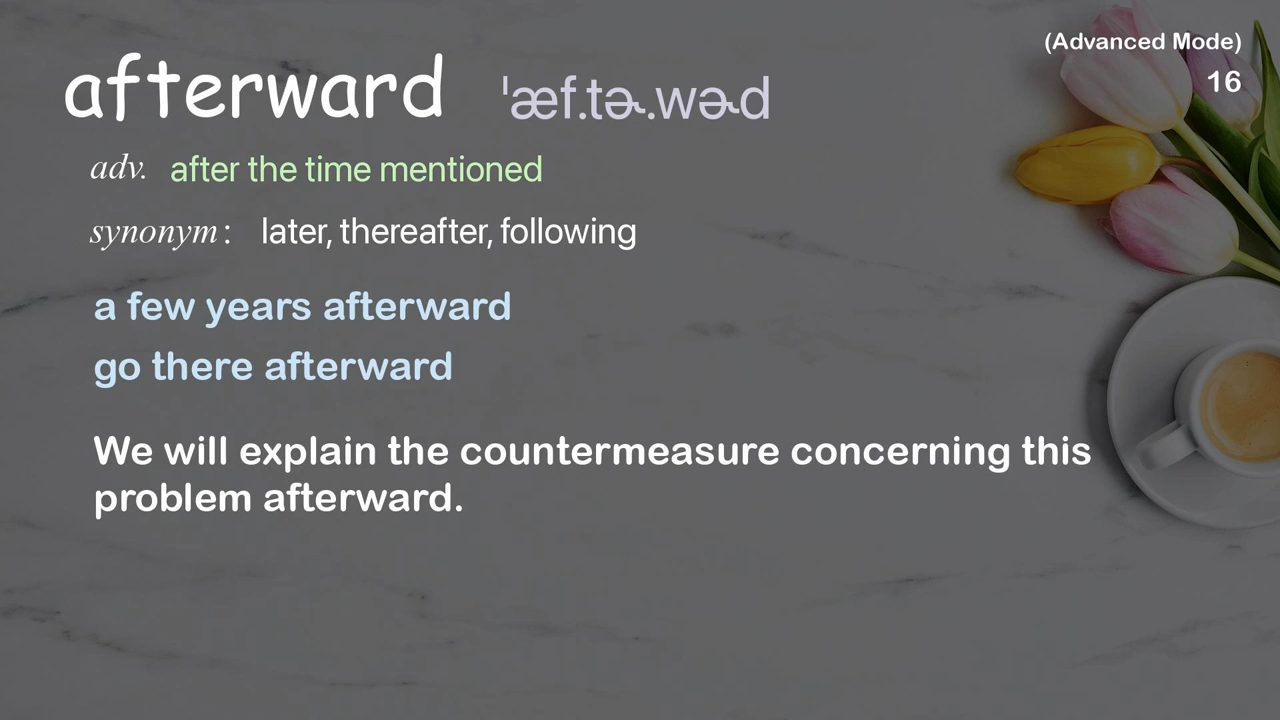 (Advanced Mode)
16
afterward ˈæf.tɚ.wɚd
adv. after the time mentioned
synonym: later, thereafter, following
a few years afterward
go there afterward
We will explain the countermeasure concerning this
problem afterward.